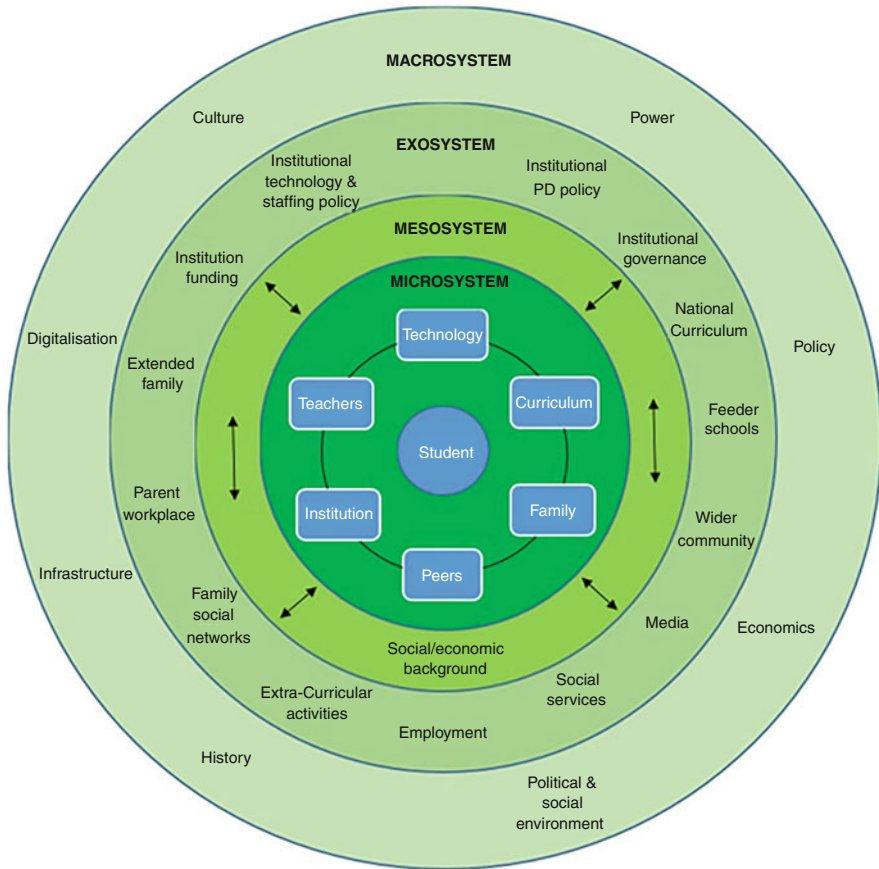 MACROSYSTEM
Culture
Power
EXOSYSTEM
Institutional
technology &
staffing policy
Institutional
PD policy
MESOSYSTEM
Institution
funding
Institutional
governance
MICROSYSTEM
National
Curriculum
Digitalisation
Technology
Policy
Extended
family
Teachers
Curriculum
Feeder
schools
Student
Parent
workplace
Institution
Family
Wider
community
Infrastructure
Peers
Family
social
networks
Media
Economics
Social/economic
background
Extra-Curricular
activities
Social
services
Employment
History
Political &
social
environment